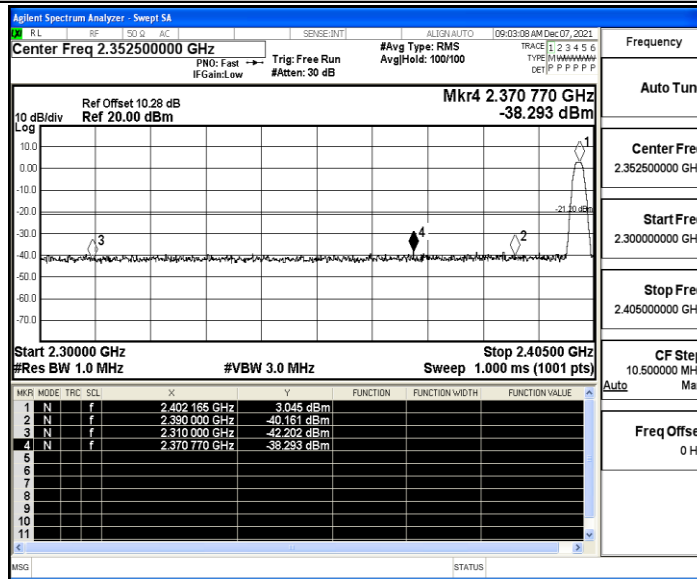 Agilent Spectrum Analyzer - Swept SA
RL RF 50 Ω AC SENSE:INT ALIGN AUTO 09:03:08 AM Dec 07, 2021
Center Freq 2.352500000 GHz
PNO: Fast
IFGain:Low
Trig: Free Run
#Atten: 30 dB
#Avg Type: RMS
Avg|Hold: 100/100
TRACE 1 2 3 4 5 6
TYPE M WWWWW
DET P P P P P P
Ref Offset 10.28 dB
Ref 20.00 dBm
10 dB/div
Log
Mkr4 2.370 770 GHz
-38.293 dBm
10.0
0.00
-10.0
-20.0
-30.0
-40.0
-50.0
-60.0
-70.0
1
2
3
4
-21.20 dBm
Start 2.30000 GHz
#Res BW 1.0 MHz
#VBW 3.0 MHz
Stop 2.40500 GHz
Sweep 1.000 ms (1001 pts)
MKR MODE TRC SCL X Y FUNCTION FUNCTION WIDTH FUNCTION VALUE
1 N f 2.402 165 GHz 3.045 dBm
2 N f 2.390 000 GHz -40.161 dBm
3 N f 2.310 000 GHz -42.202 dBm
4 N f 2.370 770 GHz -38.293 dBm
5
6
7
8
9
10
11
MSG STATUS
Frequency
Auto Tun
Center Fre
2.352500000 GH
Start Fre
2.300000000 GH
Stop Fre
2.405000000 GH
CF Ste
10.500000 MH
Auto Ma
Freq Offse
0 H